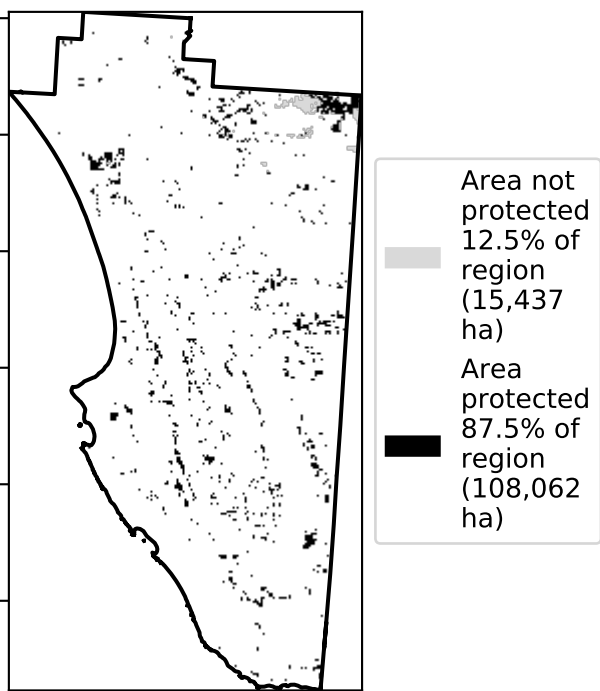 Area not
protected
12.5% of
region
(15,437
ha)
Area
protected
87.5% of
region
(108,062
ha)